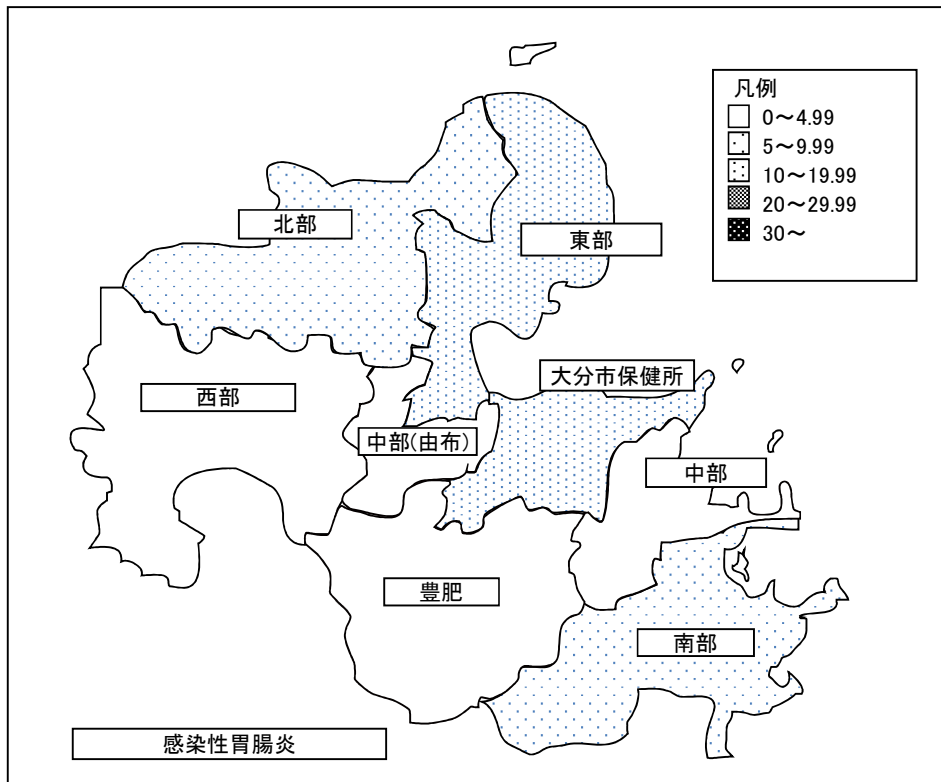 凡例
0～4.99
5～9.99
10～19.99
20～29.99
30～
北部
東部
大分市保健所
西部
中部(由布)
中部
豊肥
南部
感染性胃腸炎